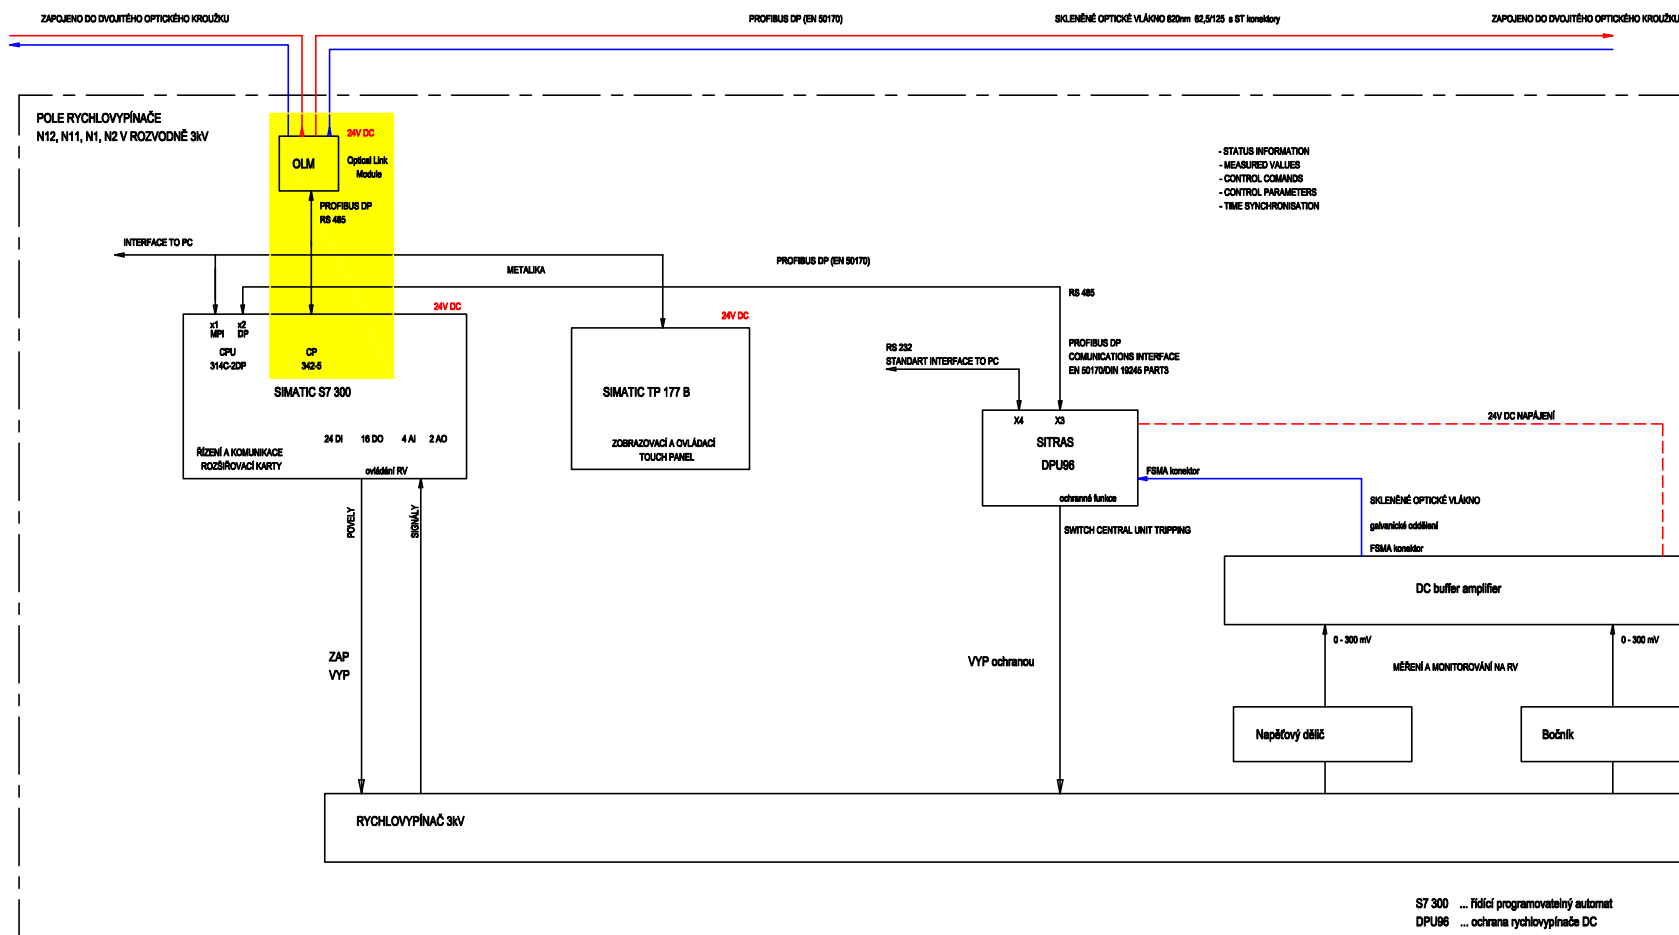 ZAPOJENO DO DVOJITÉHO OPTICKÉHO KROUŽKU
PROFIBUS DP (EN 50170)
SKLENĚNÉ OPTICKÉ VLÁKNO 820nm 62,5/125 s ST konektory
ZAPOJENO DO DVOJITÉHO OPTICKÉHO KROUŽKU
POLE RYCHLOVYPÍNAČE
N12, N11, N1, N2 V ROZVODNĚ 3kV
24V DC
OLM
Optical Link
Module
- STATUS INFORMATION
- MEASURED VALUES
- CONTROL COMANDS
- CONTROL PARAMETERS
- TIME SYNCHRONISATION
PROFIBUS DP
RS 485
INTERFACE TO PC
METALIKA
PROFIBUS DP (EN 50170)
RS 485
24V DC
24V DC
x1
MPI
x2
DP
CPU
314C-2DP
CP
342-5
SIMATIC S7 300
24 DI
16 DO
4 AI
2 AO
ŘÍZENÍ A KOMUNIKACE
ROZŠIŘOVACÍ KARTY
ovládání RV
SIMATIC TP 177 B
ZOBRAZOVACÍ A OVLÁDACÍ
TOUCH PANEL
RS 232
STANDART INTERFACE TO PC
PROFIBUS DP
COMUNICATIONS INTERFACE
EN 50170/DIN 19245 PART3
X4
X3
SITRAS
DPU96
ochranné funkce
24V DC NAPÁJENÍ
FSMA konektor
SKLENĚNÉ OPTICKÉ VLÁKNO
galvanické oddělení
FSMA konektor
POVELY
SIGNÁLY
SWITCH CENTRAL UNIT TRIPPING
DC buffer amplifier
0 - 300 mV
0 - 300 mV
MĚŘENÍ A MONITOROVÁNÍ NA RV
ZAP
VYP
VYP ochranou
Napěťový dělič
Bočník
RYCHLOVYPÍNAČ 3kV
S7 300 ... řídící programovatelný automat
DPU96 ... ochrana rychlovypínače DC